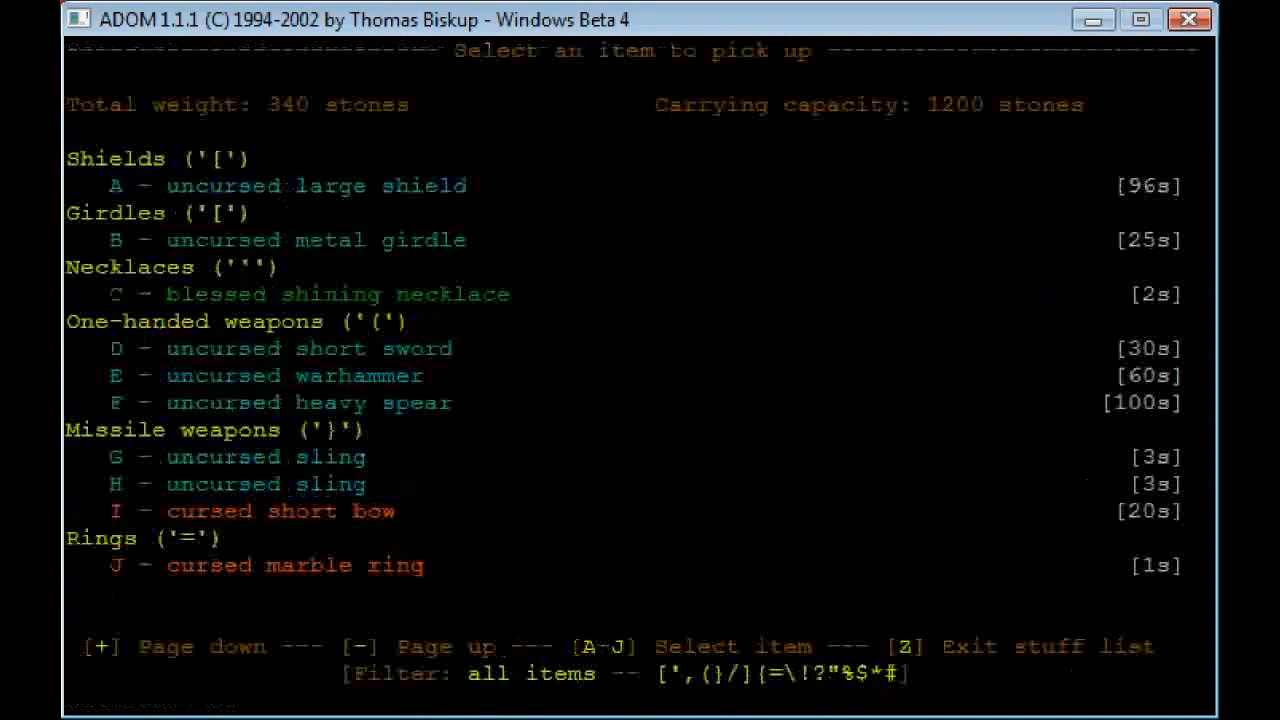 ADOM 1.1.1 (C) 1994-2002 by Thomas Biskup - Windows Beta 4
Select an item to pick up
Total weight: 340 stones Carrying capacity: 1200 stones
Shields ('[')
A - uncursed large shield [96s]
Girdles ('[')
B - uncursed metal girdle [25s]
Necklaces ('`')
C - blessed shining necklace [2s]
One-handed weapons ('(')
D - uncursed short sword [30s]
E - uncursed warhammer [60s]
F - uncursed heavy spear [100s]
Missile weapons ('}')
G - uncursed sling [3s]
H - uncursed sling [3s]
I - cursed short bow [20s]
Rings ('=')
J - cursed marble ring [1s]
[+] Page down --- [-] Page up --- [A-J] Select item --- [Z] Exit stuff list
[Filter: all items -- [',(}/]{=\!?"%$*#]